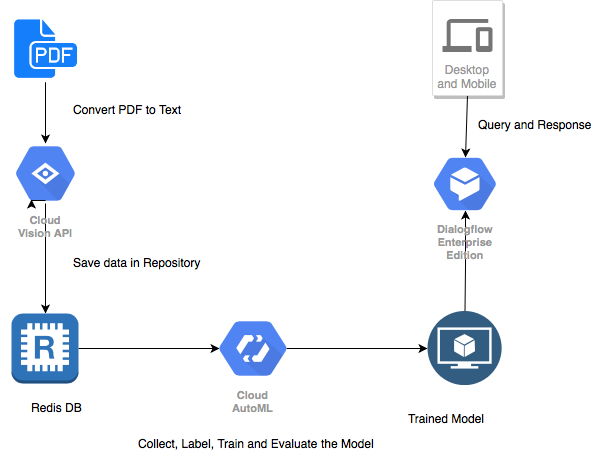 PDF
Desktop
and Mobile
Convert PDF to Text
Query and Response
Cloud
Vision API
Dialogflow
Enterprise
Edition
Save data in Repository
R
Redis DB
Cloud
AutoML
Trained Model
Collect, Label, Train and Evaluate the Model